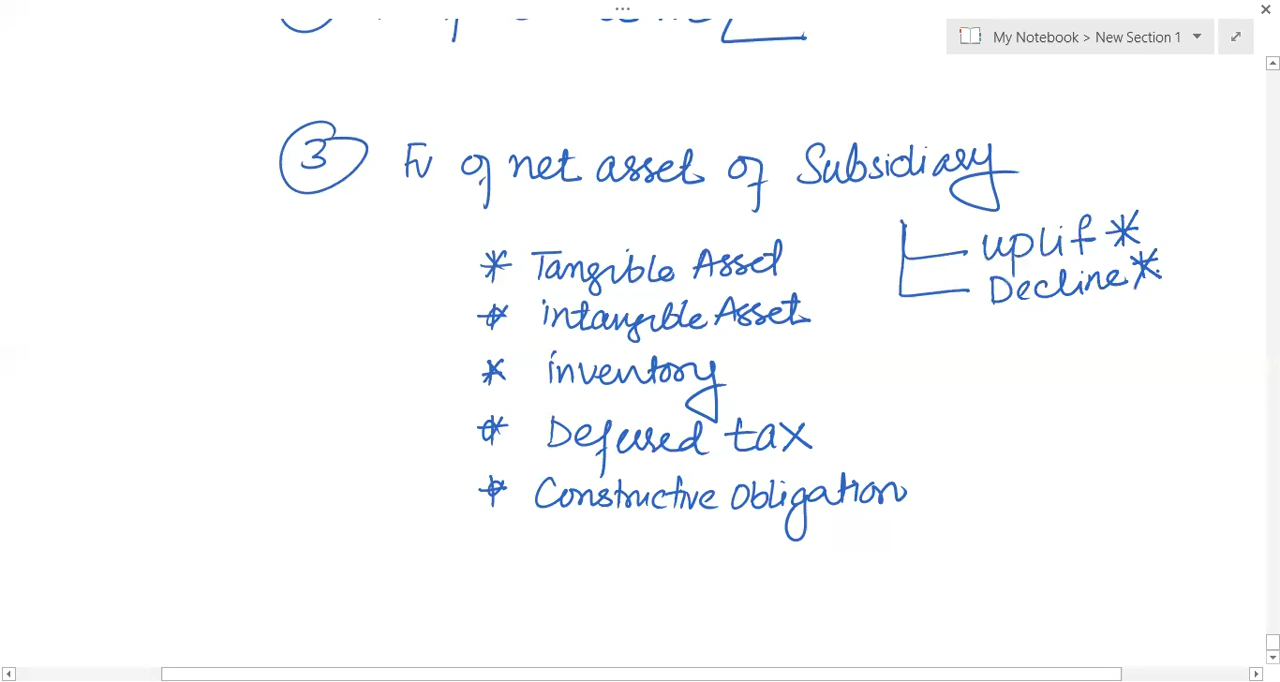 My Notebook > New Section 1
③ Fv of net asset of Subsidiary
uplif *
Decline *
* Tangible Asset
* intangible Asset
* inventory
* Defused tax
* Constructive Obligation